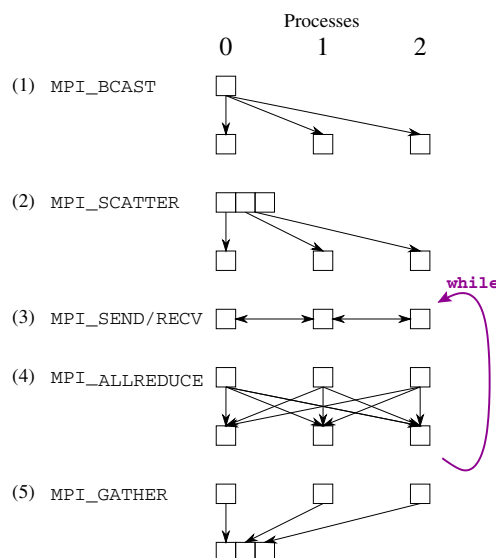 Processes
0 1 2
(1) MPI_BCAST
(2) MPI_SCATTER
while
(3) MPI_SEND/RECV
(4) MPI_ALLREDUCE
(5) MPI_GATHER